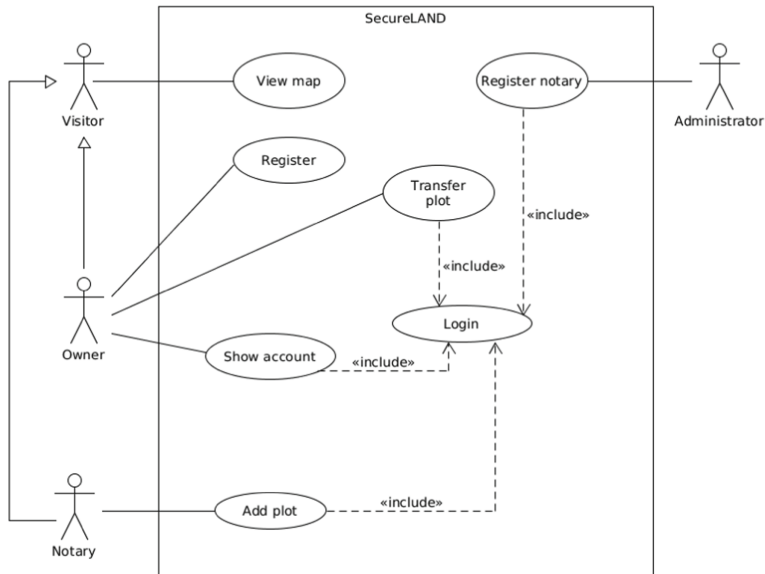 SecureLAND
View map
Register notary
Visitor
Administrator
Register
Transfer
plot
«include»
«include»
Login
Owner
Show account
«include»
«include»
Add plot
Notary